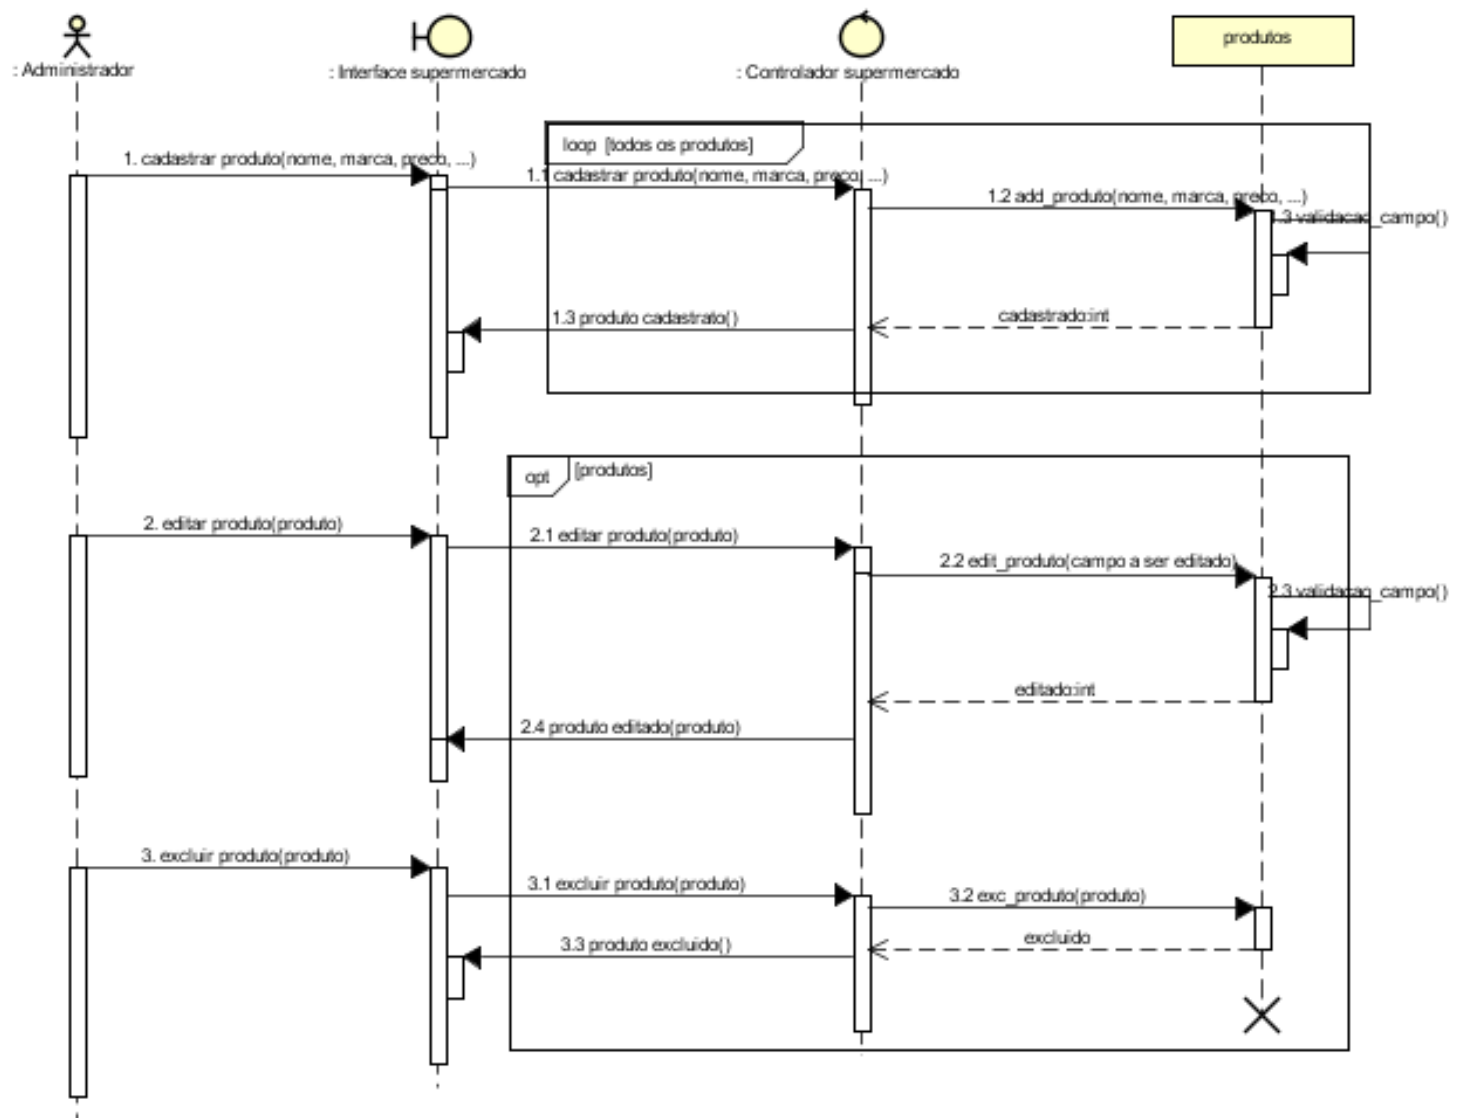 : Administrador
: Interface supermercado
: Controlador supermercado
produtos
loop [todos os produtos]
1. cadastrar produto(nome, marca, preco, ...)
1.1 cadastrar produto(nome, marca, preco, ...)
1.2 add_produto(nome, marca, preco, ...)
1.3 validacao_campo()
cadastrado:int
1.3 produto cadastrato()
opt [produtos]
2. editar produto(produto)
2.1 editar produto(produto)
2.2 edit_produto(campo a ser editado)
2.3 validacao_campo()
editado:int
2.4 produto editado(produto)
3. excluir produto(produto)
3.1 excluir produto(produto)
3.2 exc_produto(produto)
excluido
3.3 produto excluido()